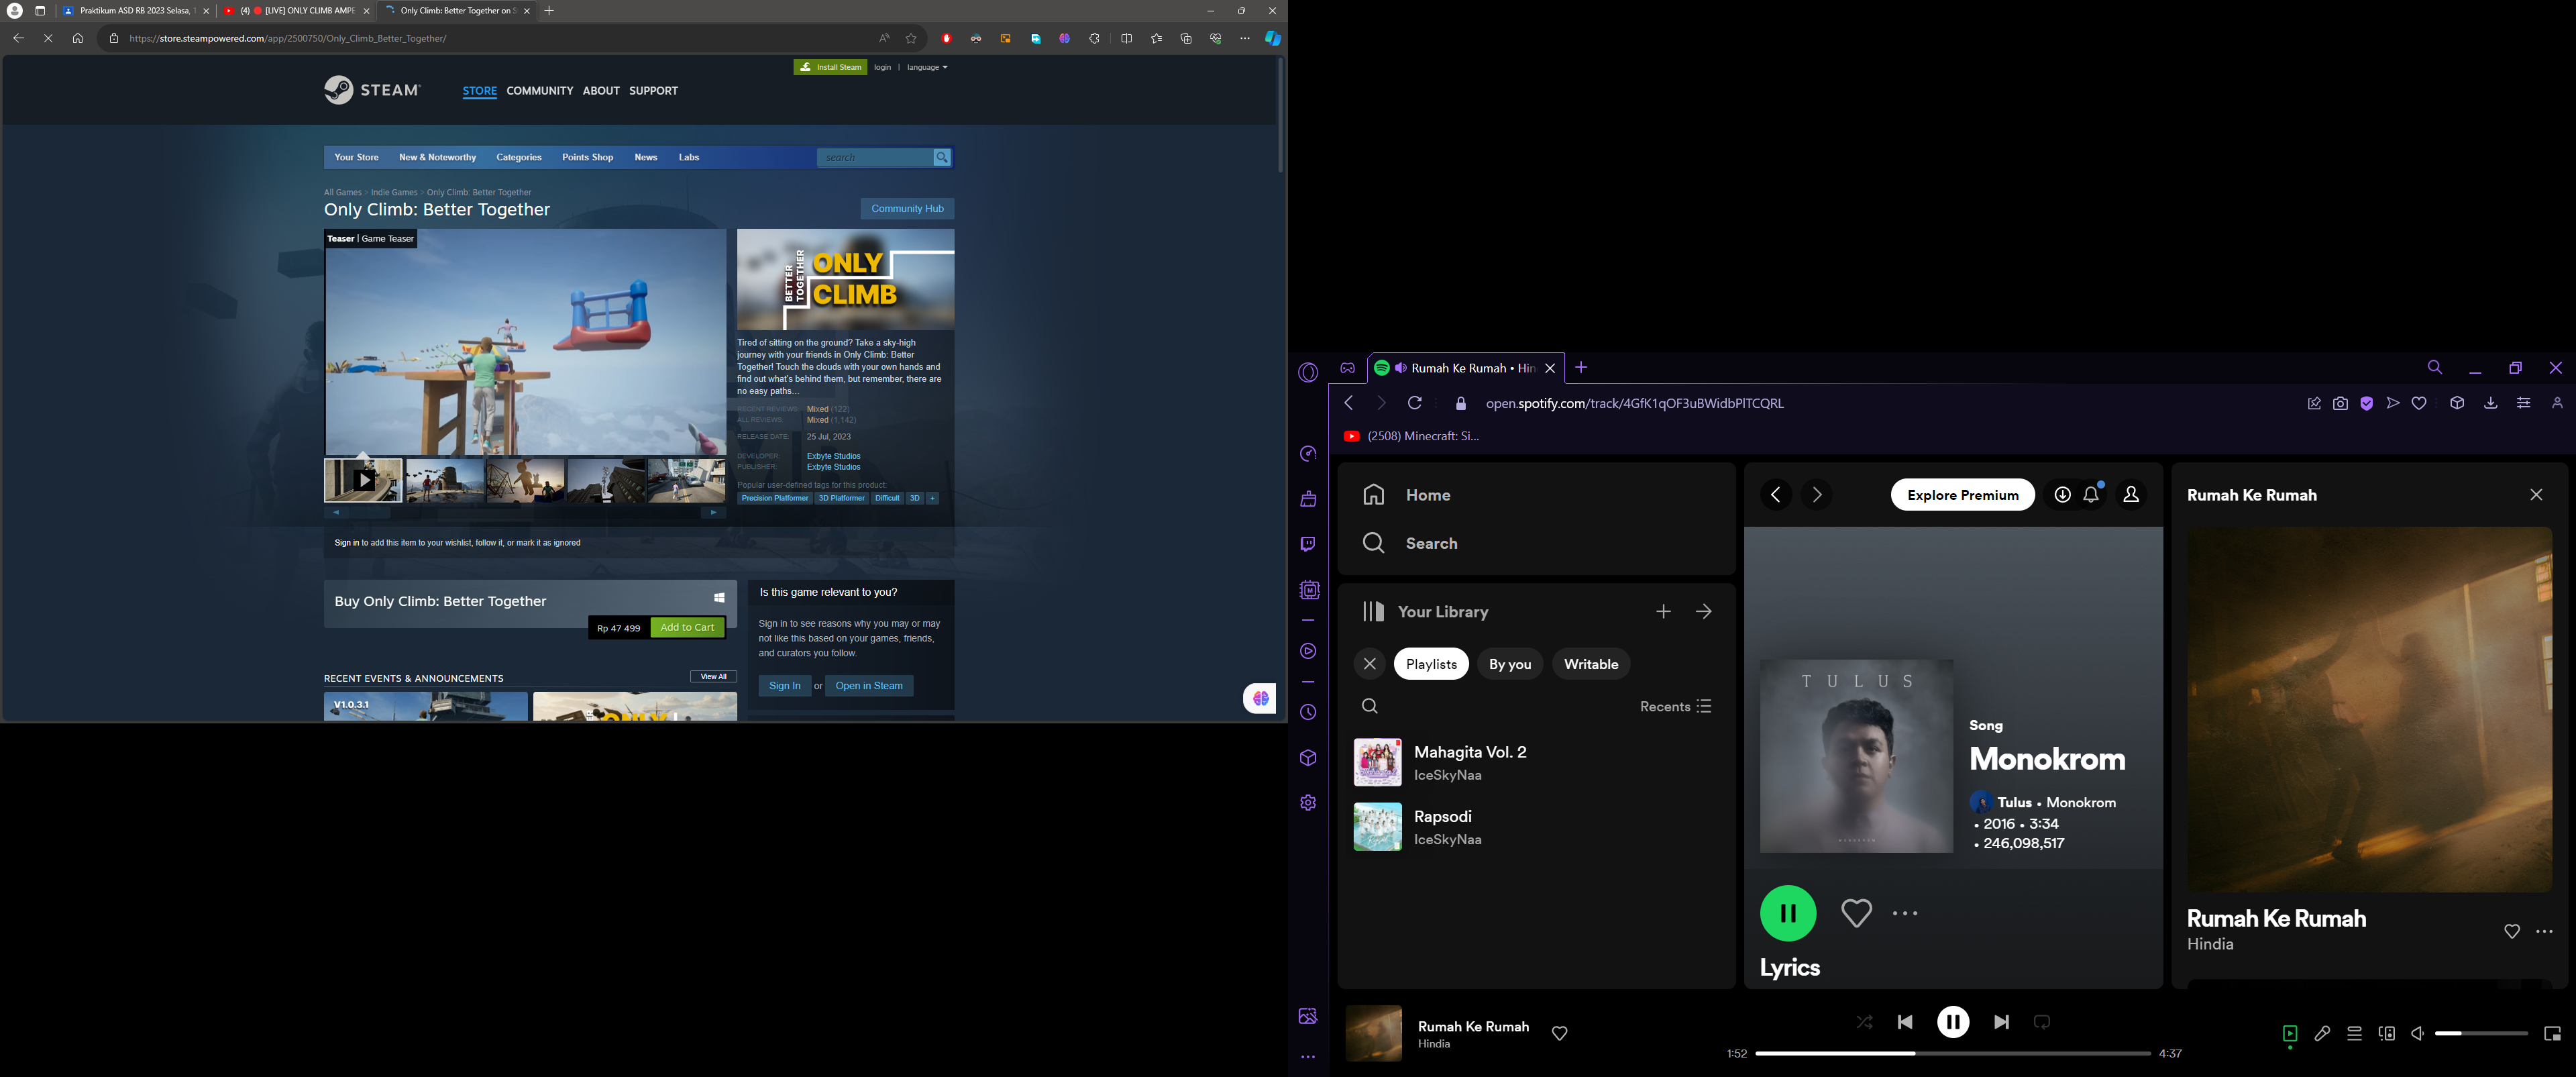 Praktikum ASD RB 2023 Selasa, 1
(4) 🔴 [LIVE] ONLY CLIMB AMPE
Only Climb: Better Together on S
https://store.steampowered.com/app/2500750/Only_Climb_Better_Together/
Install Steam login | language
STEAM
STORE COMMUNITY ABOUT SUPPORT
Your Store New & Noteworthy Categories Points Shop News Labs search
All Games > Indie Games > Only Climb: Better Together
Only Climb: Better Together
Community Hub
Teaser | Game Teaser
BETTER TOGETHER
ONLY
CLIMB
Tired of sitting on the ground? Take a sky-high
journey with your friends in Only Climb: Better
Together! Touch the clouds with your own hands and
find out what's behind them, but remember, there are
no easy paths...
RECENT REVIEWS: Mixed (122)
ALL REVIEWS: Mixed (1,142)
RELEASE DATE: 25 Jul, 2023
DEVELOPER: Exbyte Studios
PUBLISHER: Exbyte Studios
Popular user-defined tags for this product:
Precision Platformer 3D Platformer Difficult 3D +
Sign in to add this item to your wishlist, follow it, or mark it as ignored
Buy Only Climb: Better Together
Rp 47 499 Add to Cart
Is this game relevant to you?
Sign in to see reasons why you may or may
not like this based on your games, friends,
and curators you follow.
Sign In or Open in Steam
RECENT EVENTS & ANNOUNCEMENTS
View All
V1.0.3.1
Rumah Ke Rumah • Hin
open.spotify.com/track/4GfK1qOF3uBWidbPlTCQRL
(2508) Minecraft: Si...
Home
Search
Your Library
Playlists By you Writable
Recents
Mahagita Vol. 2
IceSkyNaa
Rapsodi
IceSkyNaa
Explore Premium
TULUS
Song
Monokrom
Tulus • Monokrom
• 2016 • 3:34
• 246,098,517
Lyrics
Rumah Ke Rumah
Rumah Ke Rumah
Hindia
Rumah Ke Rumah
Hindia
1:52
4:37